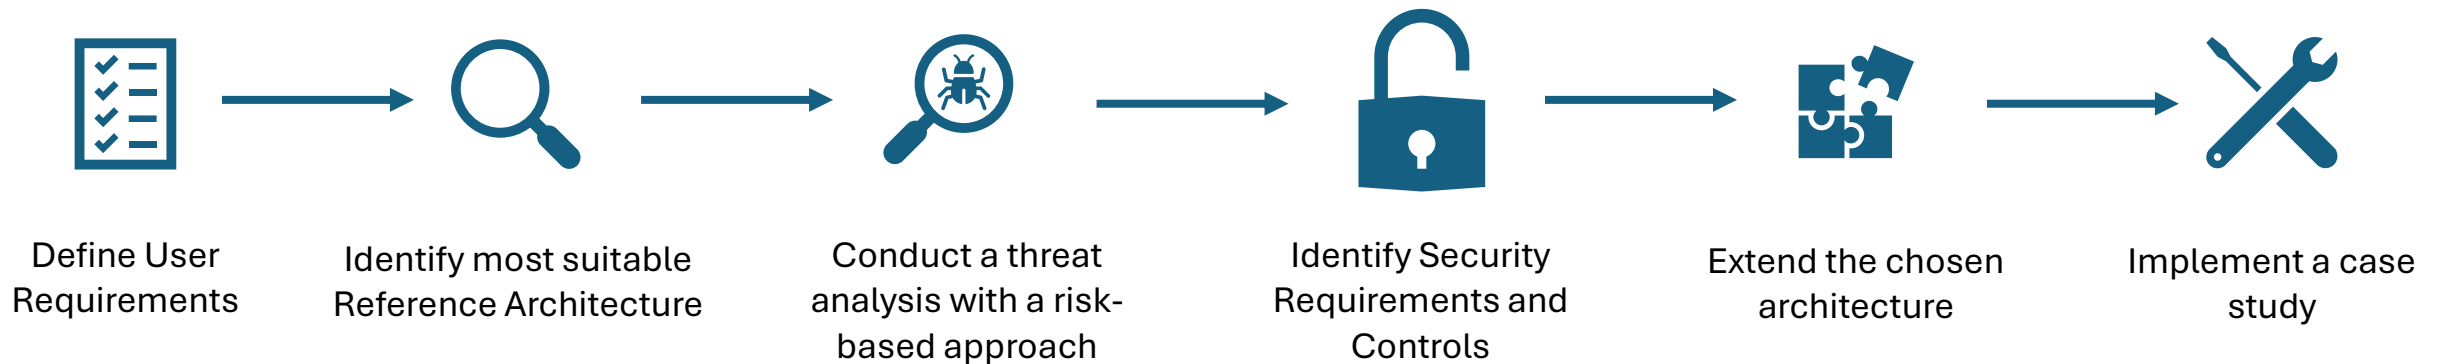 Define User
Requirements
Identify most suitable
Reference Architecture
Conduct a threat
analysis with a risk-
based approach
Identify Security
Requirements and
Controls
Extend the chosen
architecture
Implement a case
study